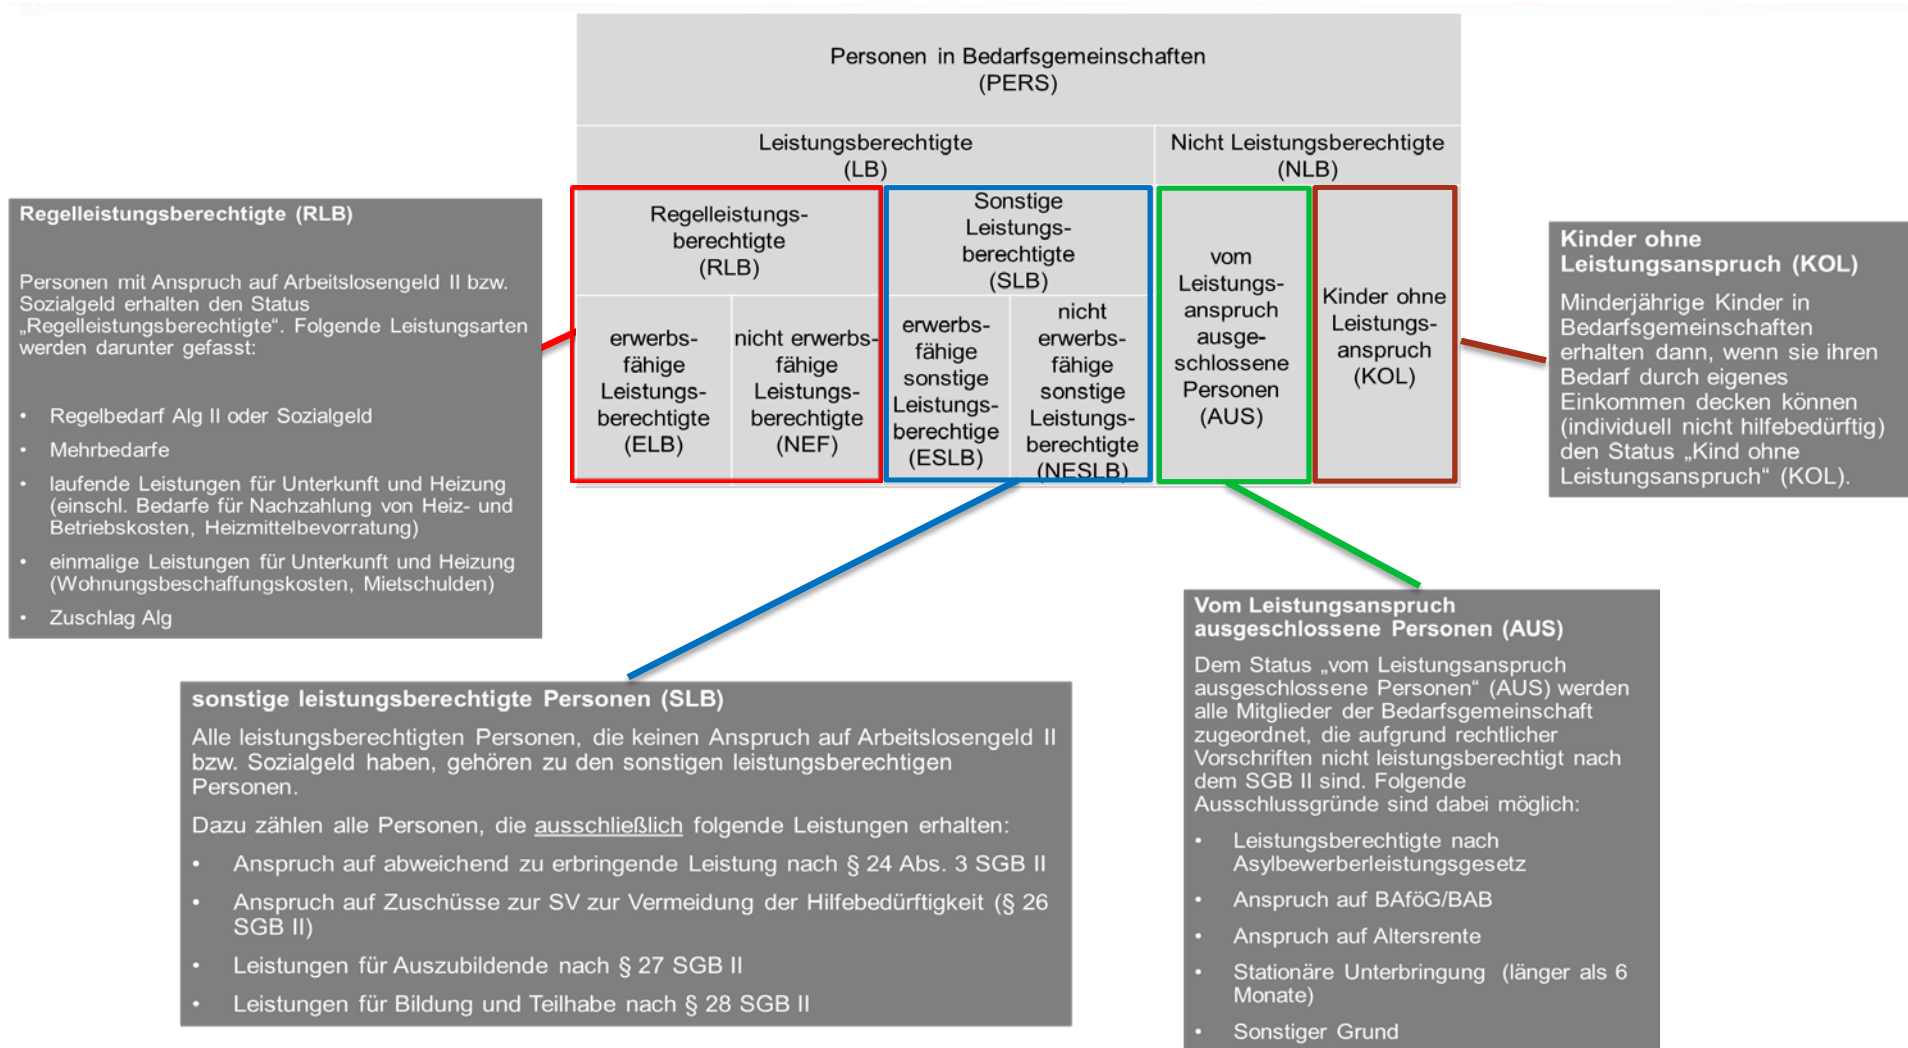 Personen in Bedarfsgemeinschaften
(PERS)
Leistungsberechtigte
(LB)
Nicht Leistungsberechtigte
(NLB)
Regelleistungs-
berechtigte
(RLB)
Sonstige
Leistungs-
berechtigte
(SLB)
erwerbs-
fähige
Leistungs-
berechtigte
(ELB)
nicht erwerbs-
fähige
Leistungs-
berechtigte
(NEF)
erwerbs-
fähige
sonstige
Leistungs-
berechtige
(ESLB)
nicht
erwerbs-
fähige
sonstige
Leistungs-
berechtigte
(NESLB)
vom
Leistungs-
anspruch
ausge-
schlossene
Personen
(AUS)
Kinder ohne
Leistungs-
anspruch
(KOL)
Regelleistungsberechtigte (RLB)
Personen mit Anspruch auf Arbeitslosengeld II bzw.
Sozialgeld erhalten den Status
„Regelleistungsberechtigte“. Folgende Leistungsarten
werden darunter gefasst:
• Regelbedarf Alg II oder Sozialgeld
• Mehrbedarfe
• laufende Leistungen für Unterkunft und Heizung
(einschl. Bedarfe für Nachzahlung von Heiz- und
Betriebskosten, Heizmittelbevorratung)
• einmalige Leistungen für Unterkunft und Heizung
(Wohnungsbeschaffungskosten, Mietschulden)
• Zuschlag Alg
Kinder ohne
Leistungsanspruch (KOL)
Minderjährige Kinder in
Bedarfsgemeinschaften
erhalten dann, wenn sie ihren
Bedarf durch eigenes
Einkommen decken können
(individuell nicht hilfebedürftig)
den Status „Kind ohne
Leistungsanspruch“ (KOL).
sonstige leistungsberechtigte Personen (SLB)
Alle leistungsberechtigten Personen, die keinen Anspruch auf Arbeitslosengeld II
bzw. Sozialgeld haben, gehören zu den sonstigen leistungsberechtigen
Personen.
Dazu zählen alle Personen, die ausschließlich folgende Leistungen erhalten:
• Anspruch auf abweichend zu erbringende Leistung nach § 24 Abs. 3 SGB II
• Anspruch auf Zuschüsse zur SV zur Vermeidung der Hilfebedürftigkeit (§ 26
SGB II)
• Leistungen für Auszubildende nach § 27 SGB II
• Leistungen für Bildung und Teilhabe nach § 28 SGB II
Vom Leistungsanspruch
ausgeschlossene Personen (AUS)
Dem Status „vom Leistungsanspruch
ausgeschlossene Personen“ (AUS) werden
alle Mitglieder der Bedarfsgemeinschaft
zugeordnet, die aufgrund rechtlicher
Vorschriften nicht leistungsberechtigt nach
dem SGB II sind. Folgende
Ausschlussgründe sind dabei möglich:
• Leistungsberechtigte nach
Asylbewerberleistungsgesetz
• Anspruch auf BAföG/BAB
• Anspruch auf Altersrente
• Stationäre Unterbringung (länger als 6
Monate)
• Sonstiger Grund